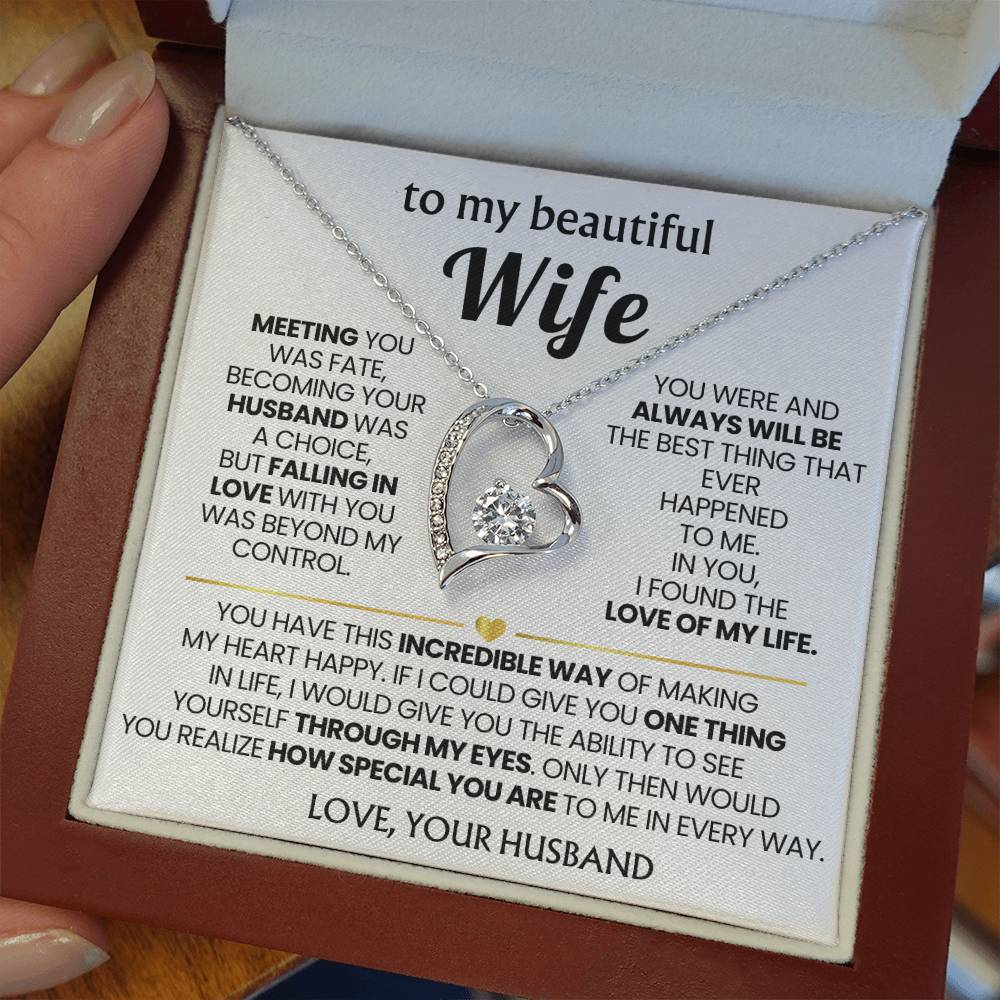 to my beautiful
Wife
MEETING YOU
WAS FATE,
BECOMING YOUR
HUSBAND WAS
A CHOICE,
BUT FALLING IN
LOVE WITH YOU
WAS BEYOND MY
CONTROL.
YOU WERE AND
ALWAYS WILL BE
THE BEST THING THAT
EVER
HAPPENED
TO ME.
IN YOU,
I FOUND THE
LOVE OF MY LIFE.
YOU HAVE THIS INCREDIBLE WAY OF MAKING
MY HEART HAPPY. IF I COULD GIVE YOU ONE THING
IN LIFE, I WOULD GIVE YOU THE ABILITY TO SEE
YOURSELF THROUGH MY EYES. ONLY THEN WOULD
YOU REALIZE HOW SPECIAL YOU ARE TO ME IN EVERY WAY.
LOVE, YOUR HUSBAND